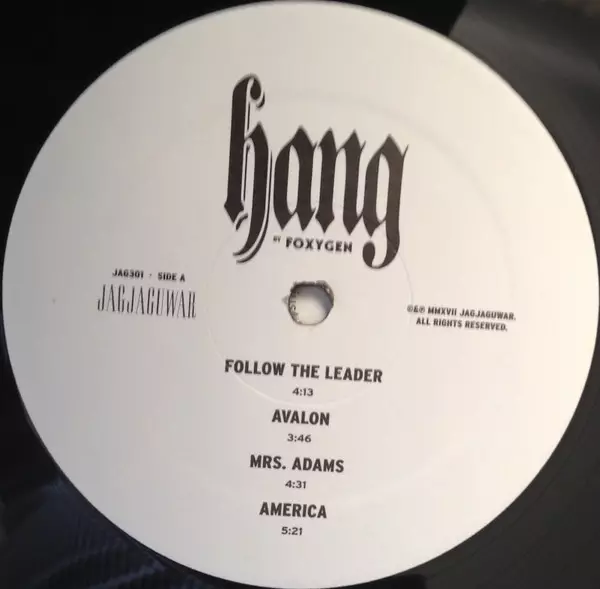 hang
BY FOXYGEN
JAG301 · SIDE A
JAGJAGUWAR
©&℗ MMXVII JAGJAGUWAR.
ALL RIGHTS RESERVED.
FOLLOW THE LEADER
4:13
AVALON
3:46
MRS. ADAMS
4:31
AMERICA
5:21